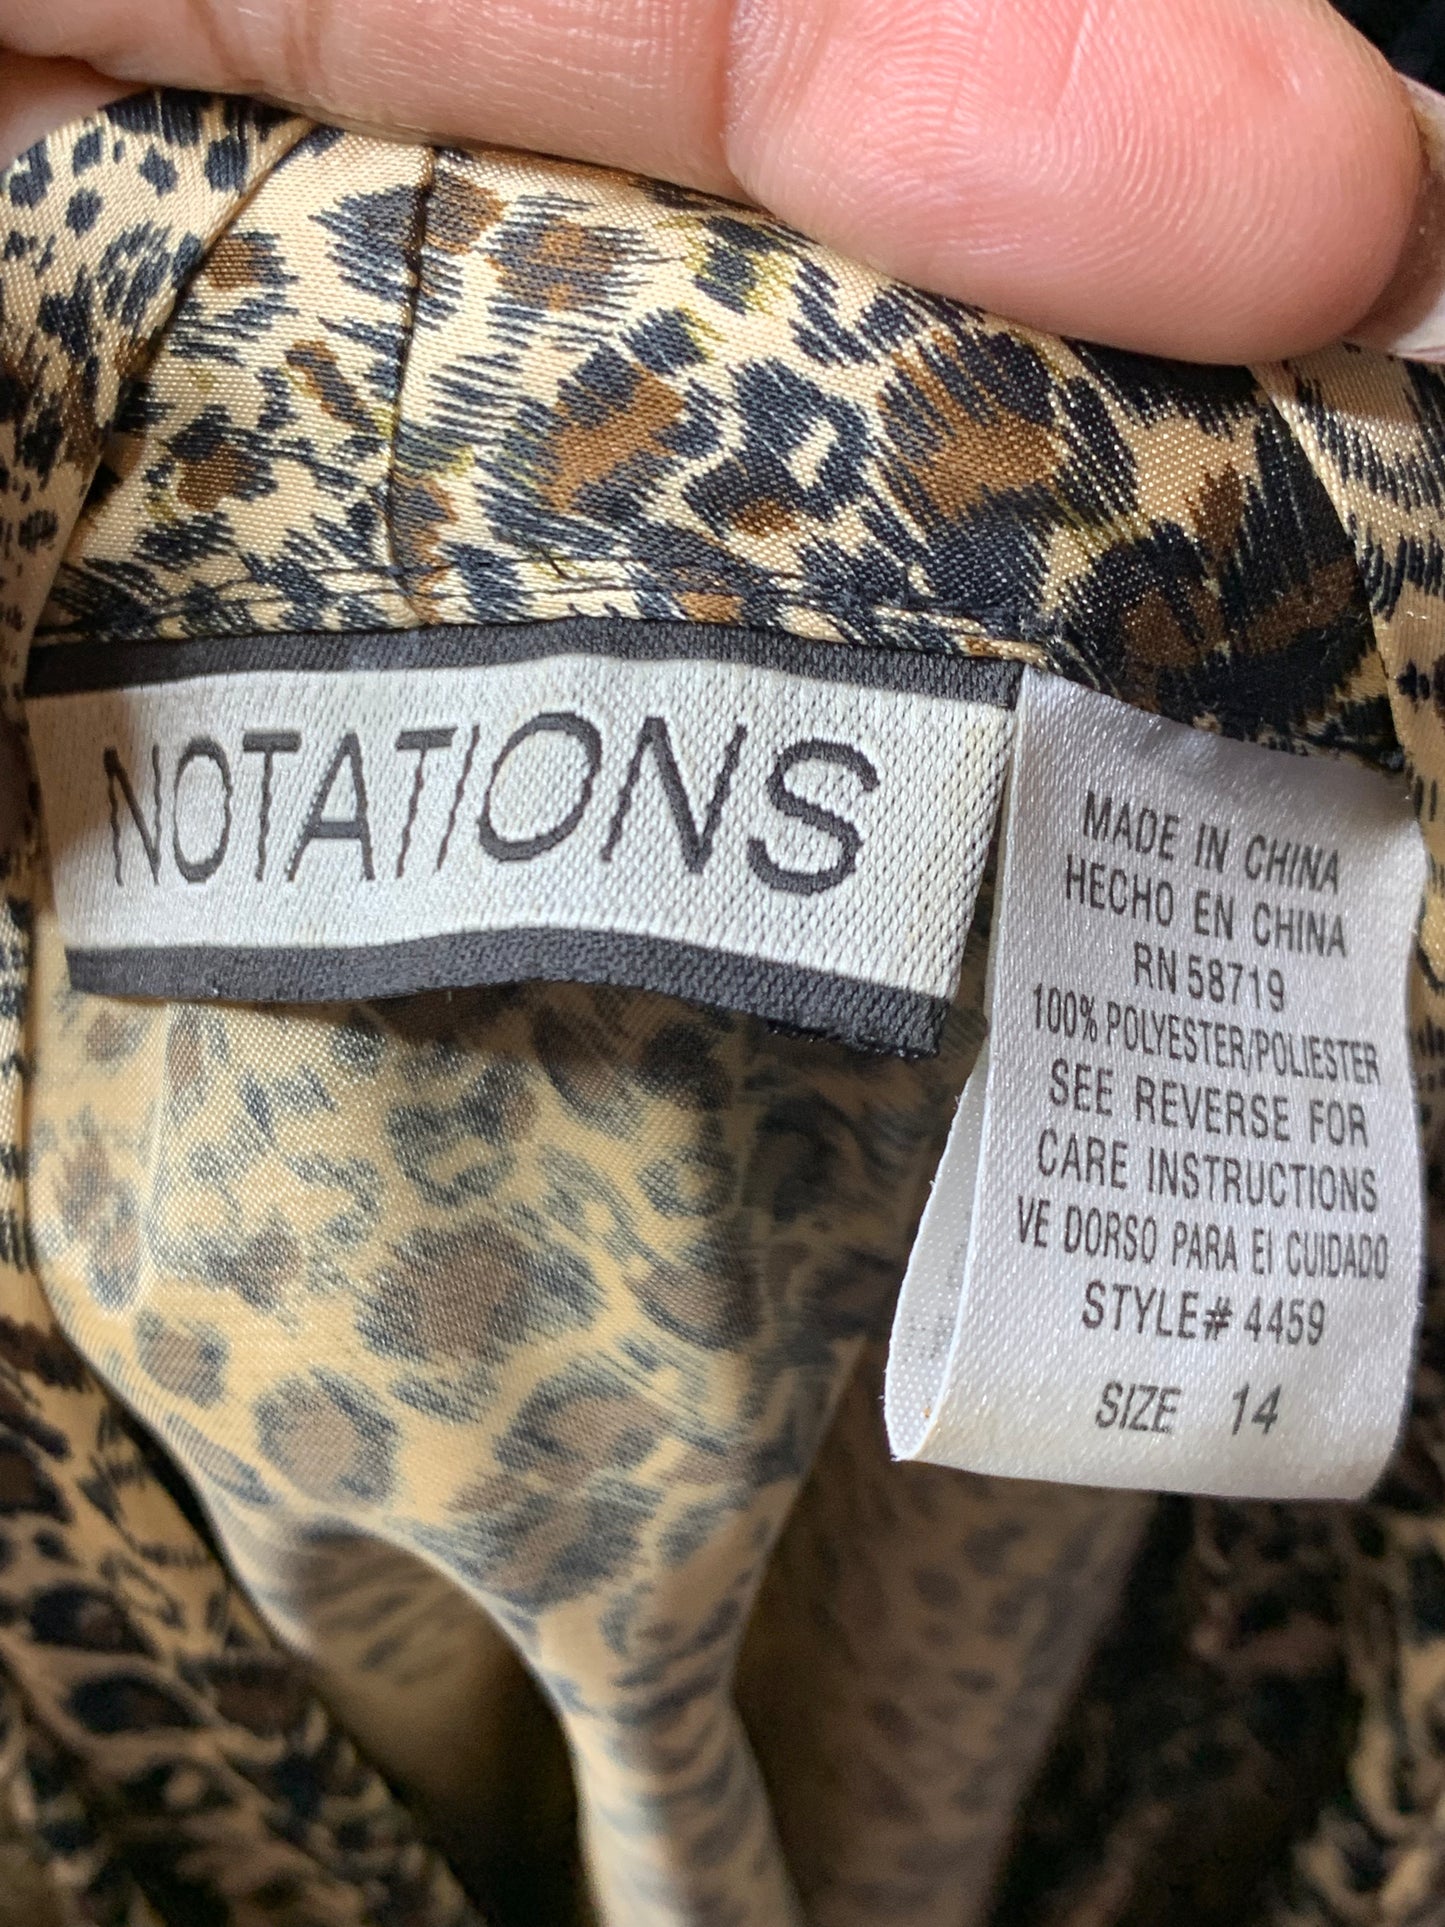 NOTATIONS
MADE IN CHINA
HECHO EN CHINA
RN 58719
100% POLYESTER/POLIESTER
SEE REVERSE FOR
CARE INSTRUCTIONS
VE DORSO PARA El CUIDADO
STYLE# 4459
SIZE 14